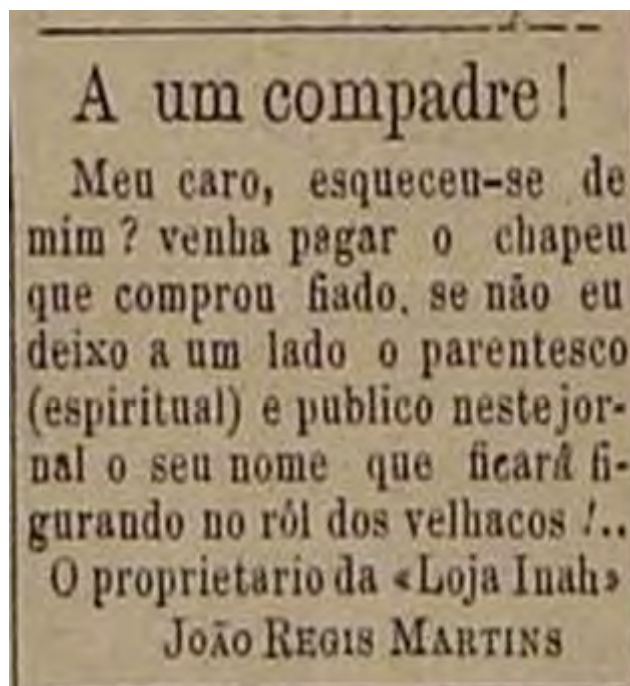 A um compadre !
Meu caro, esqueceu-se de
mim ? venha pagar o chapeu
que comprou fiado, se não eu
deixo a um lado o parentesco
(espiritual) e publico neste jor-
nal o seu nome que ficará fi-
gurando no ról dos velhacos !..
O proprietario da «Loja Inah»
JOÃO REGIS MARTINS